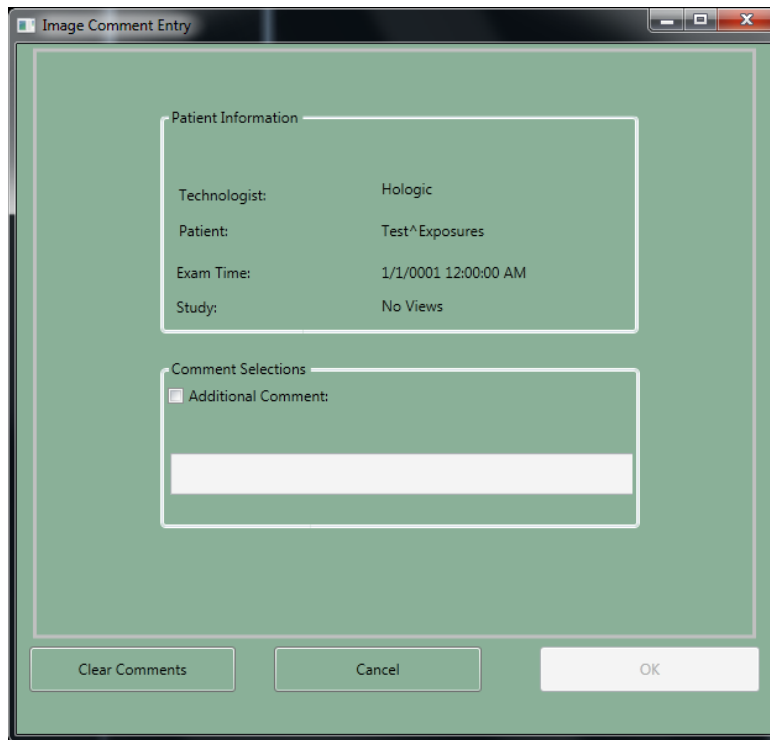 Image Comment Entry
Patient Information
Technologist: Hologic
Patient: Test^Exposures
Exam Time: 1/1/0001 12:00:00 AM
Study: No Views
Comment Selections
Additional Comment:
Clear Comments Cancel OK